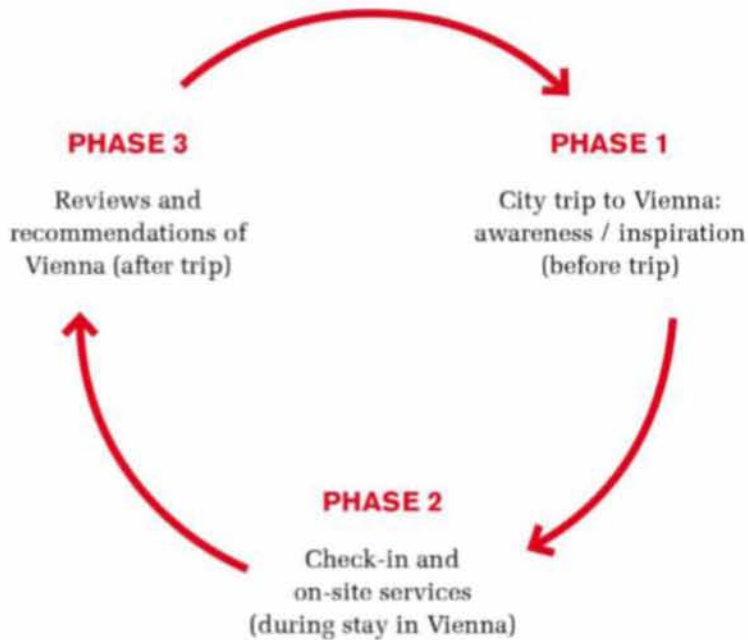 PHASE 3
Reviews and
recommendations of
Vienna (after trip)
PHASE 1
City trip to Vienna:
awareness / inspiration
(before trip)
PHASE 2
Check-in and
on-site services
(during stay in Vienna)